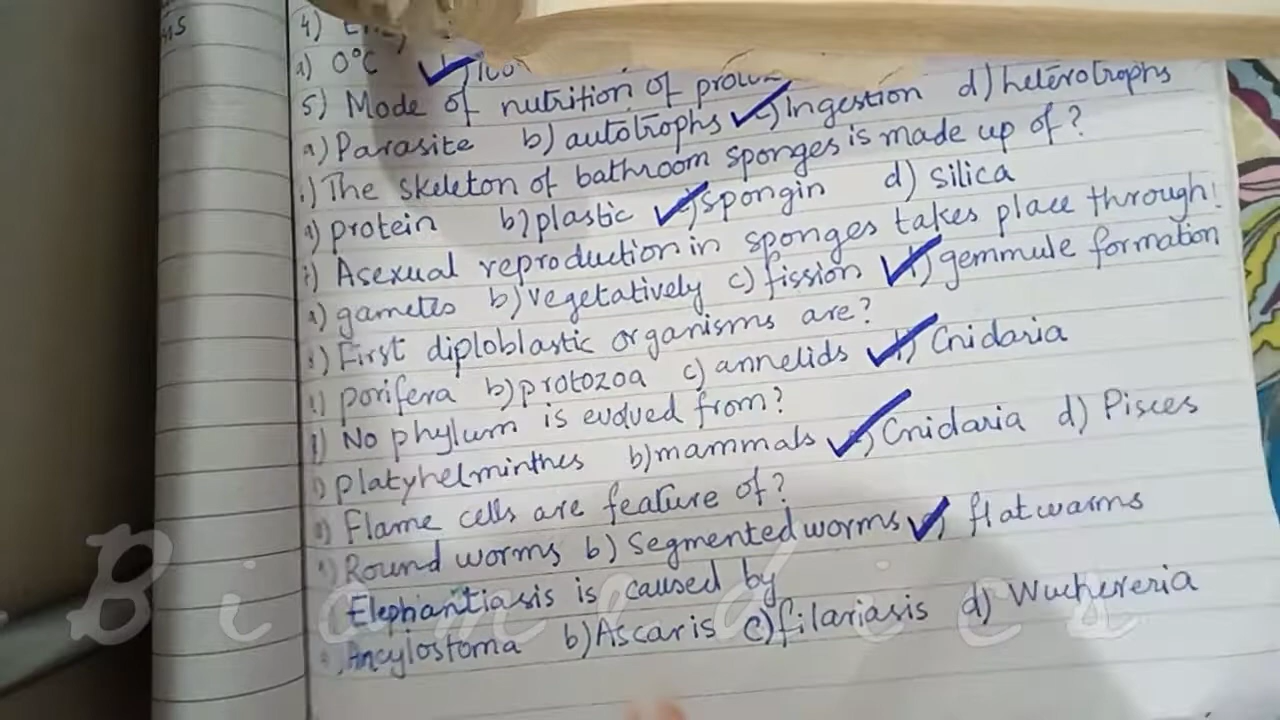 ns
4)
a) 0°C
5) Mode of nutrition of
a) Parasite b) autotrophs c) Ingestion d) heterotrophs
) The skeleton of bathroom sponges is made up of?
a) protein b) plastic c) spongin d) silica
) Asexual reproduction in sponges takes place through!
a) gametes b) vegetatively c) fission d) gemmule formation
) First diploblastic organisms are?
) porifera b) protozoa c) annelids d) Cnidaria
) No phylum is evolved from?
) platyhelminthes b) mammals c) Cnidaria d) Pisces
) Flame cells are feature of?
) Round worms b) Segmented worms c) flatwarms
Elephantiasis is caused by
Ancylostoma b) Ascaris c) filariasis d) Wuchereria
Biomedics